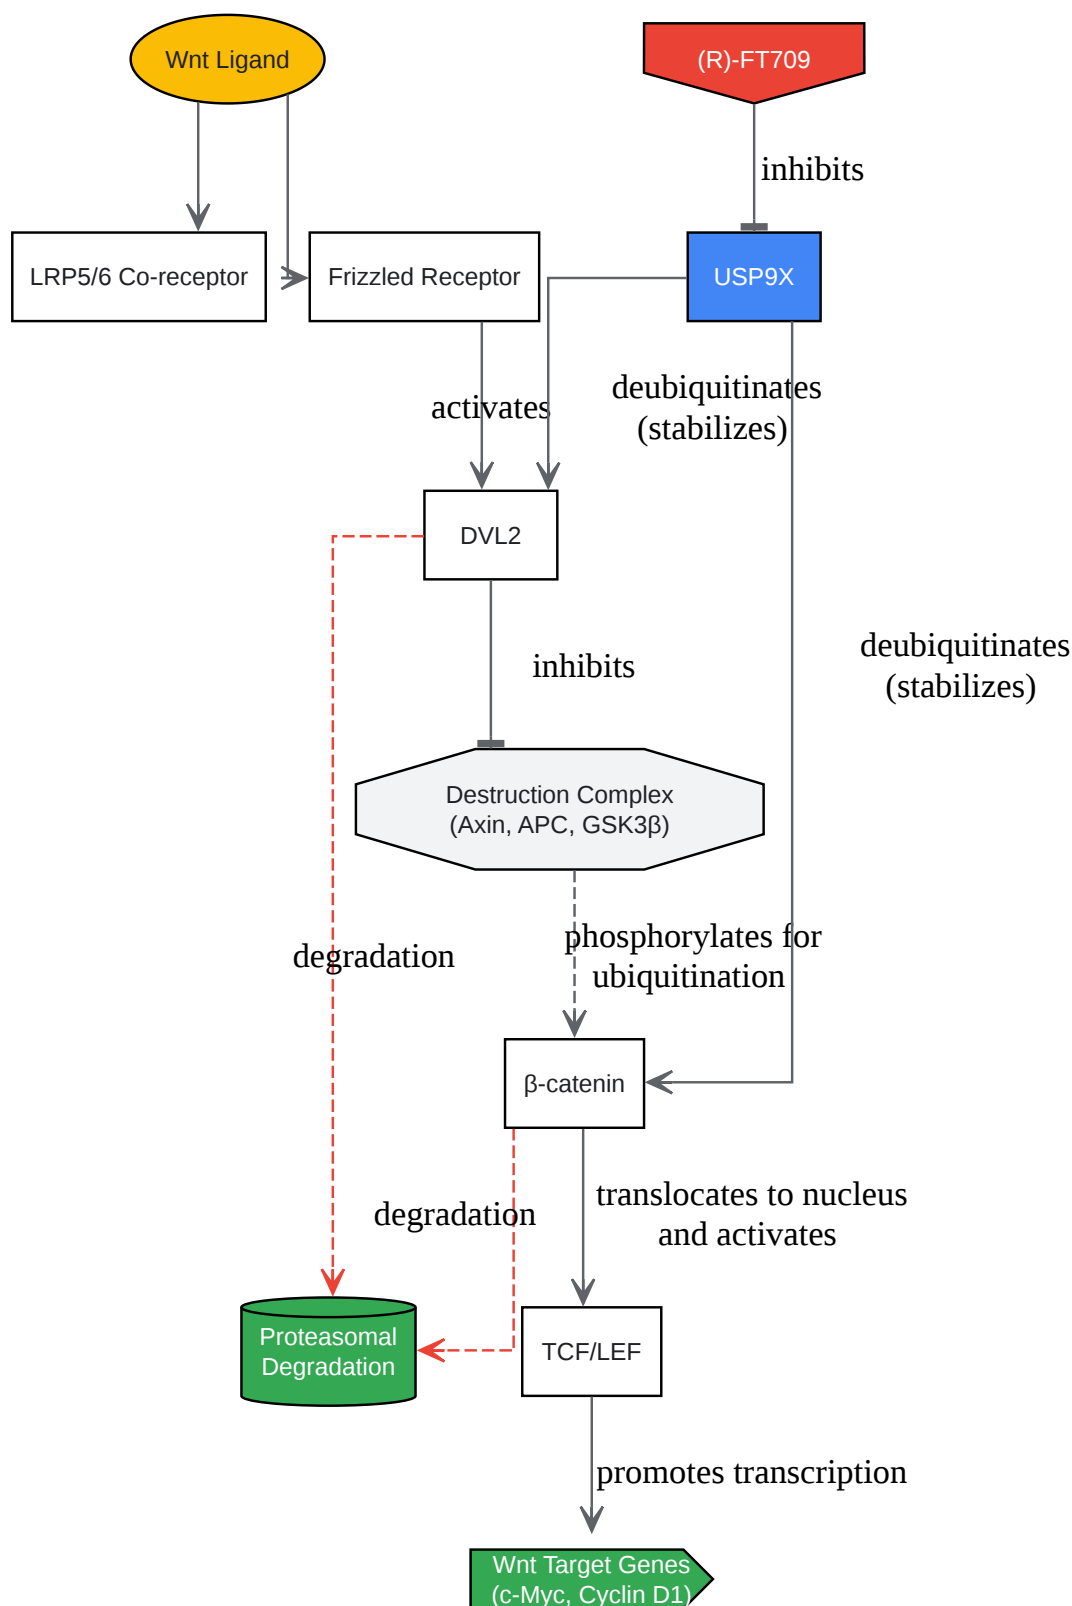 Wnt Ligand
(R)-FT709
inhibits
LRP5/6 Co-receptor
Frizzled Receptor
USP9X
activates
deubiquitinates
(stabilizes)
DVL2
inhibits
deubiquitinates
(stabilizes)
Destruction Complex
(Axin, APC, GSK3β)
degradation
phosphorylates for
ubiquitination
β-catenin
degradation
translocates to nucleus
and activates
Proteasomal
Degradation
TCF/LEF
promotes transcription
Wnt Target Genes
(c-Myc, Cyclin D1)